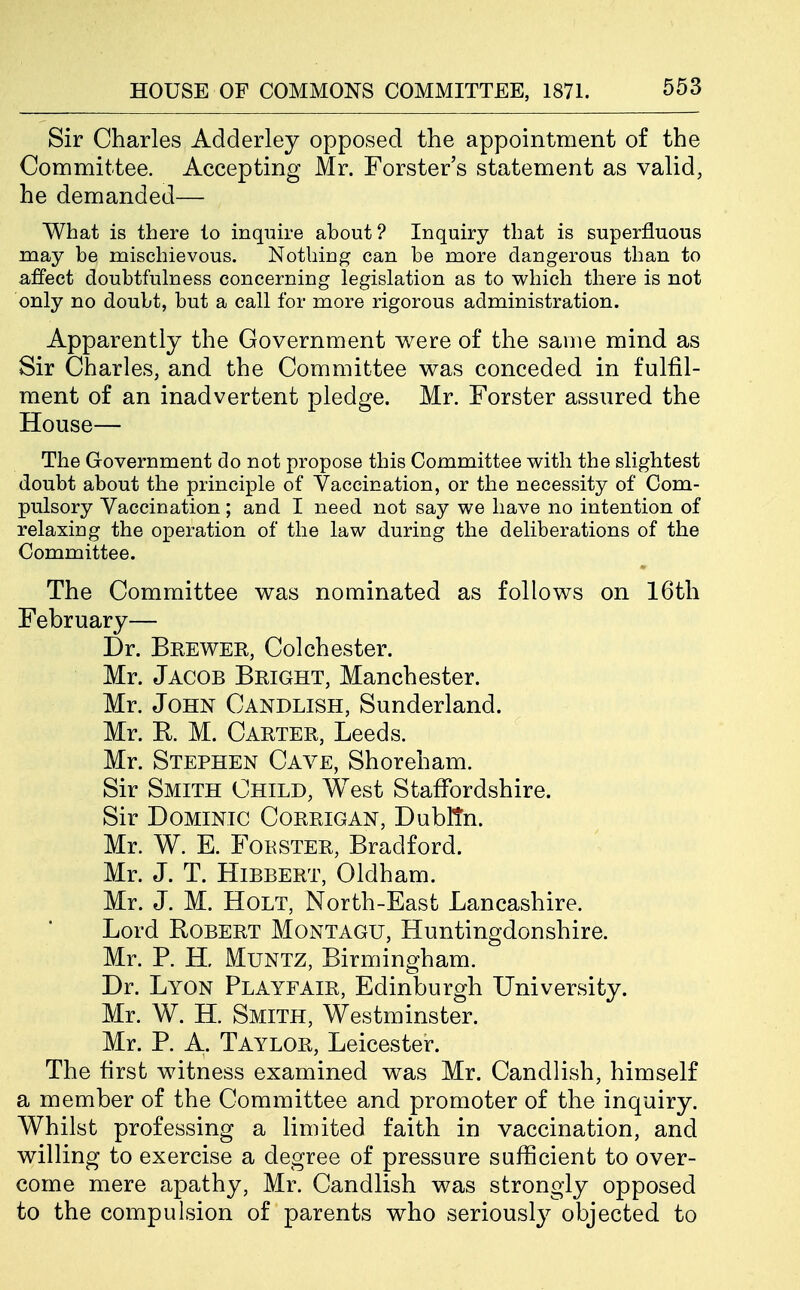 HOUSE OF COMMONS COMMITTEE, 1871. 553
Sir Charles Adderley opposed the appointment of the
Committee. Accepting Mr. Forster's statement as valid,
he demanded—
What is there to inquire about? Inquiry that is superfluous
may be mischievous. Nothing can be more dangerous than to
affect doubtfulness concerning legislation as to which there is not
only no doubt, but a call for more rigorous administration.
Apparently the Government were of the same mind as
Sir Charles, and the Committee was conceded in fulfil-
ment of an inadvertent pledge. Mr. Forster assured the
House—
The Government do not propose this Committee with the slightest
doubt about the principle of Vaccination, or the necessity of Com-
pulsory Vaccination; and I need not say we have no intention of
relaxing the operation of the law during the deliberations of the
Committee.
The Committee was nominated as follows on 16th
February—
Dr. BREWER, Colchester.
Mr. JACOB BRIGHT, Manchester.
Mr. JOHN CANDLISH, Sunderland.
Mr. R. M. CARTER, Leeds.
Mr. STEPHEN CAVE, Shoreham.
Sir SMITH CHILD, West Staffordshire.
Sir DOMINIC CORRIGAN, Dublin.
Mr. W. E. FORSTER, Bradford.
Mr. J. T. HIBBERT, Oldham.
Mr. J. M. HOLT, North-East Lancashire.
Lord ROBERT MONTAGU, Huntingdonshire.
Mr. P. H. MUNTZ, Birmingham.
Dr. LYON PLAYFAIR, Edinburgh University.
Mr. W. H. SMITH, Westminster.
Mr. P. A. TAYLOR, Leicester.
The first witness examined was Mr. Candlish, himself
a member of the Committee and promoter of the inquiry.
Whilst professing a limited faith in vaccination, and
willing to exercise a degree of pressure sufficient to over-
come mere apathy, Mr. Candlish was strongly opposed
to the compulsion of parents who seriously objected to